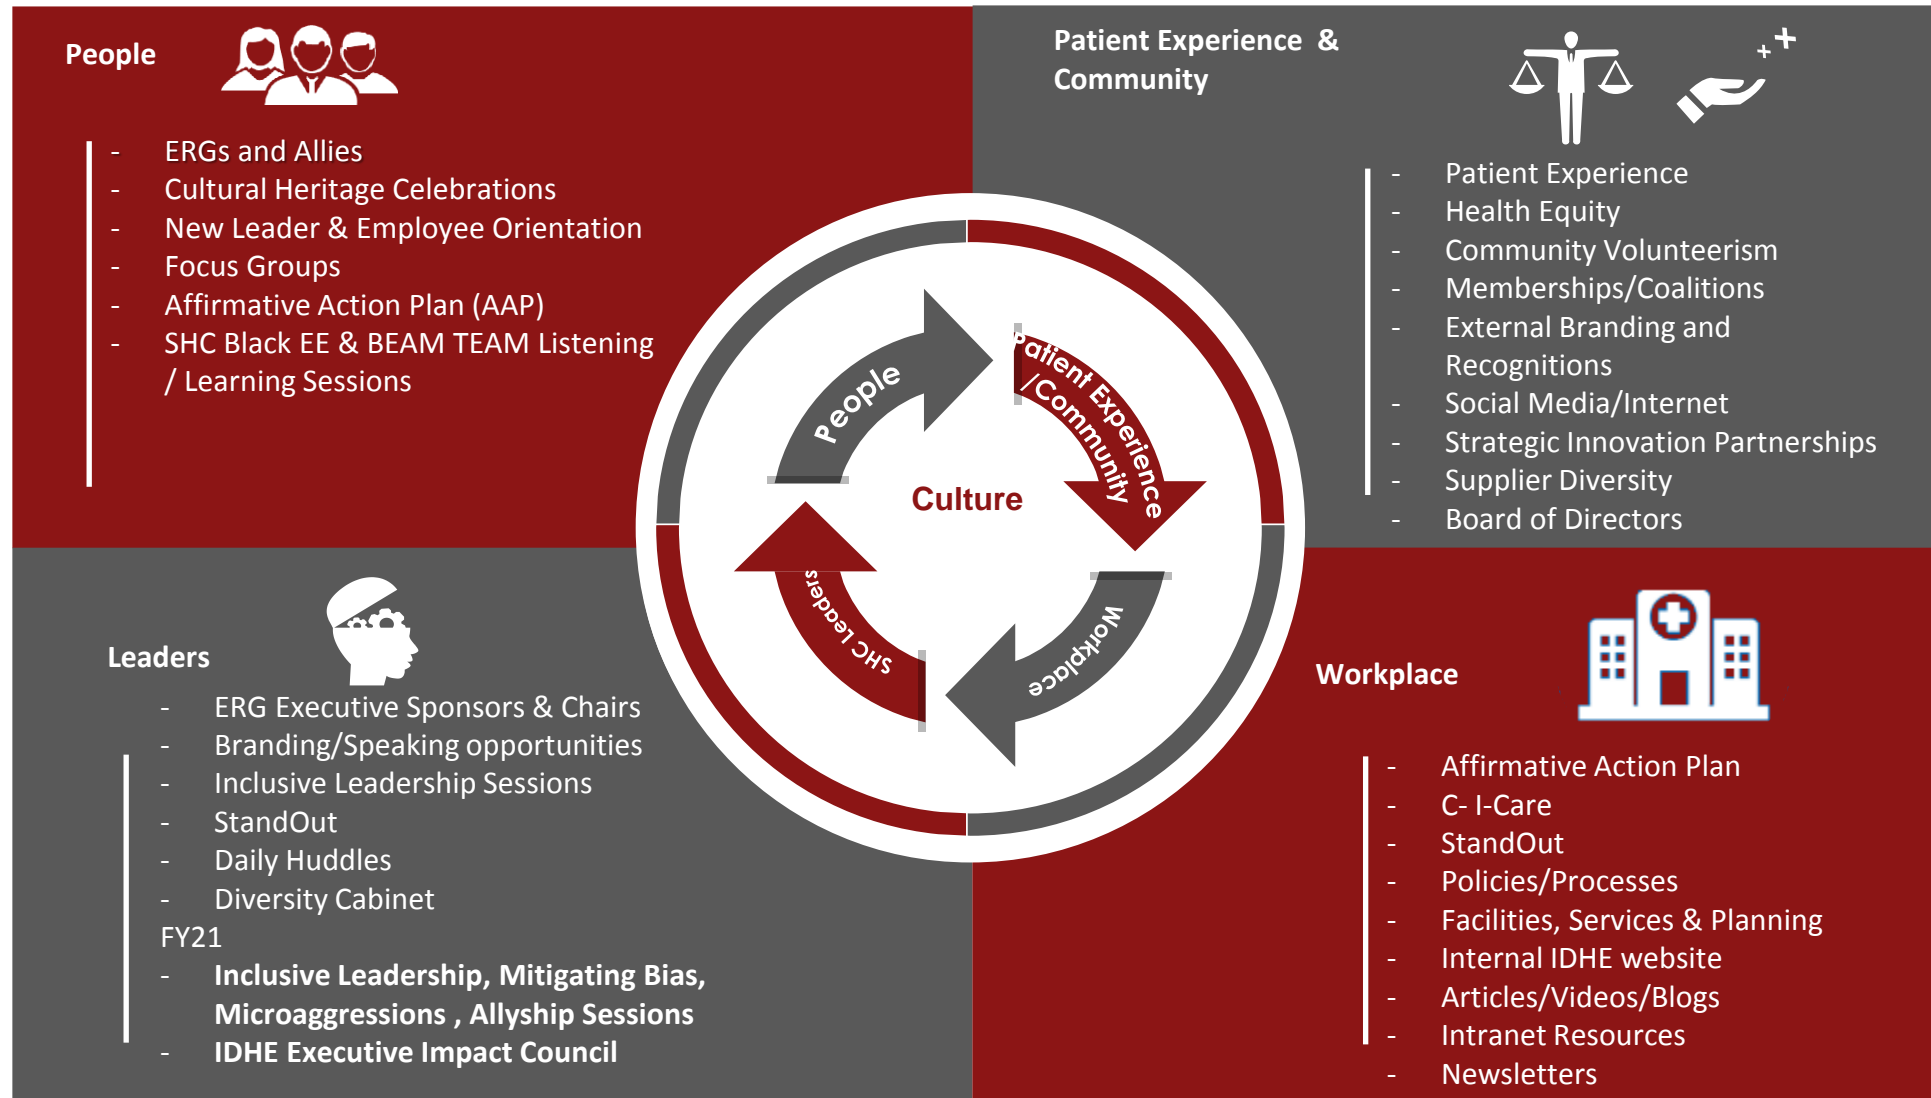 People
- ERGs and Allies
- Cultural Heritage Celebrations
- New Leader & Employee Orientation
- Focus Groups
- Affirmative Action Plan (AAP)
- SHC Black EE & BEAM TEAM Listening
/ Learning Sessions
Patient Experience &
Community
- Patient Experience
- Health Equity
- Community Volunteerism
- Memberships/Coalitions
- External Branding and
Recognitions
- Social Media/Internet
- Strategic Innovation Partnerships
- Supplier Diversity
- Board of Directors
People
Patient Experience
/Community
Culture
SHC Leaders
Workplace
Leaders
- ERG Executive Sponsors & Chairs
- Branding/Speaking opportunities
- Inclusive Leadership Sessions
- StandOut
- Daily Huddles
- Diversity Cabinet
FY21
- Inclusive Leadership, Mitigating Bias,
Microaggressions , Allyship Sessions
- IDHE Executive Impact Council
Workplace
- Affirmative Action Plan
- C- I-Care
- StandOut
- Policies/Processes
- Facilities, Services & Planning
- Internal IDHE website
- Articles/Videos/Blogs
- Intranet Resources
- Newsletters